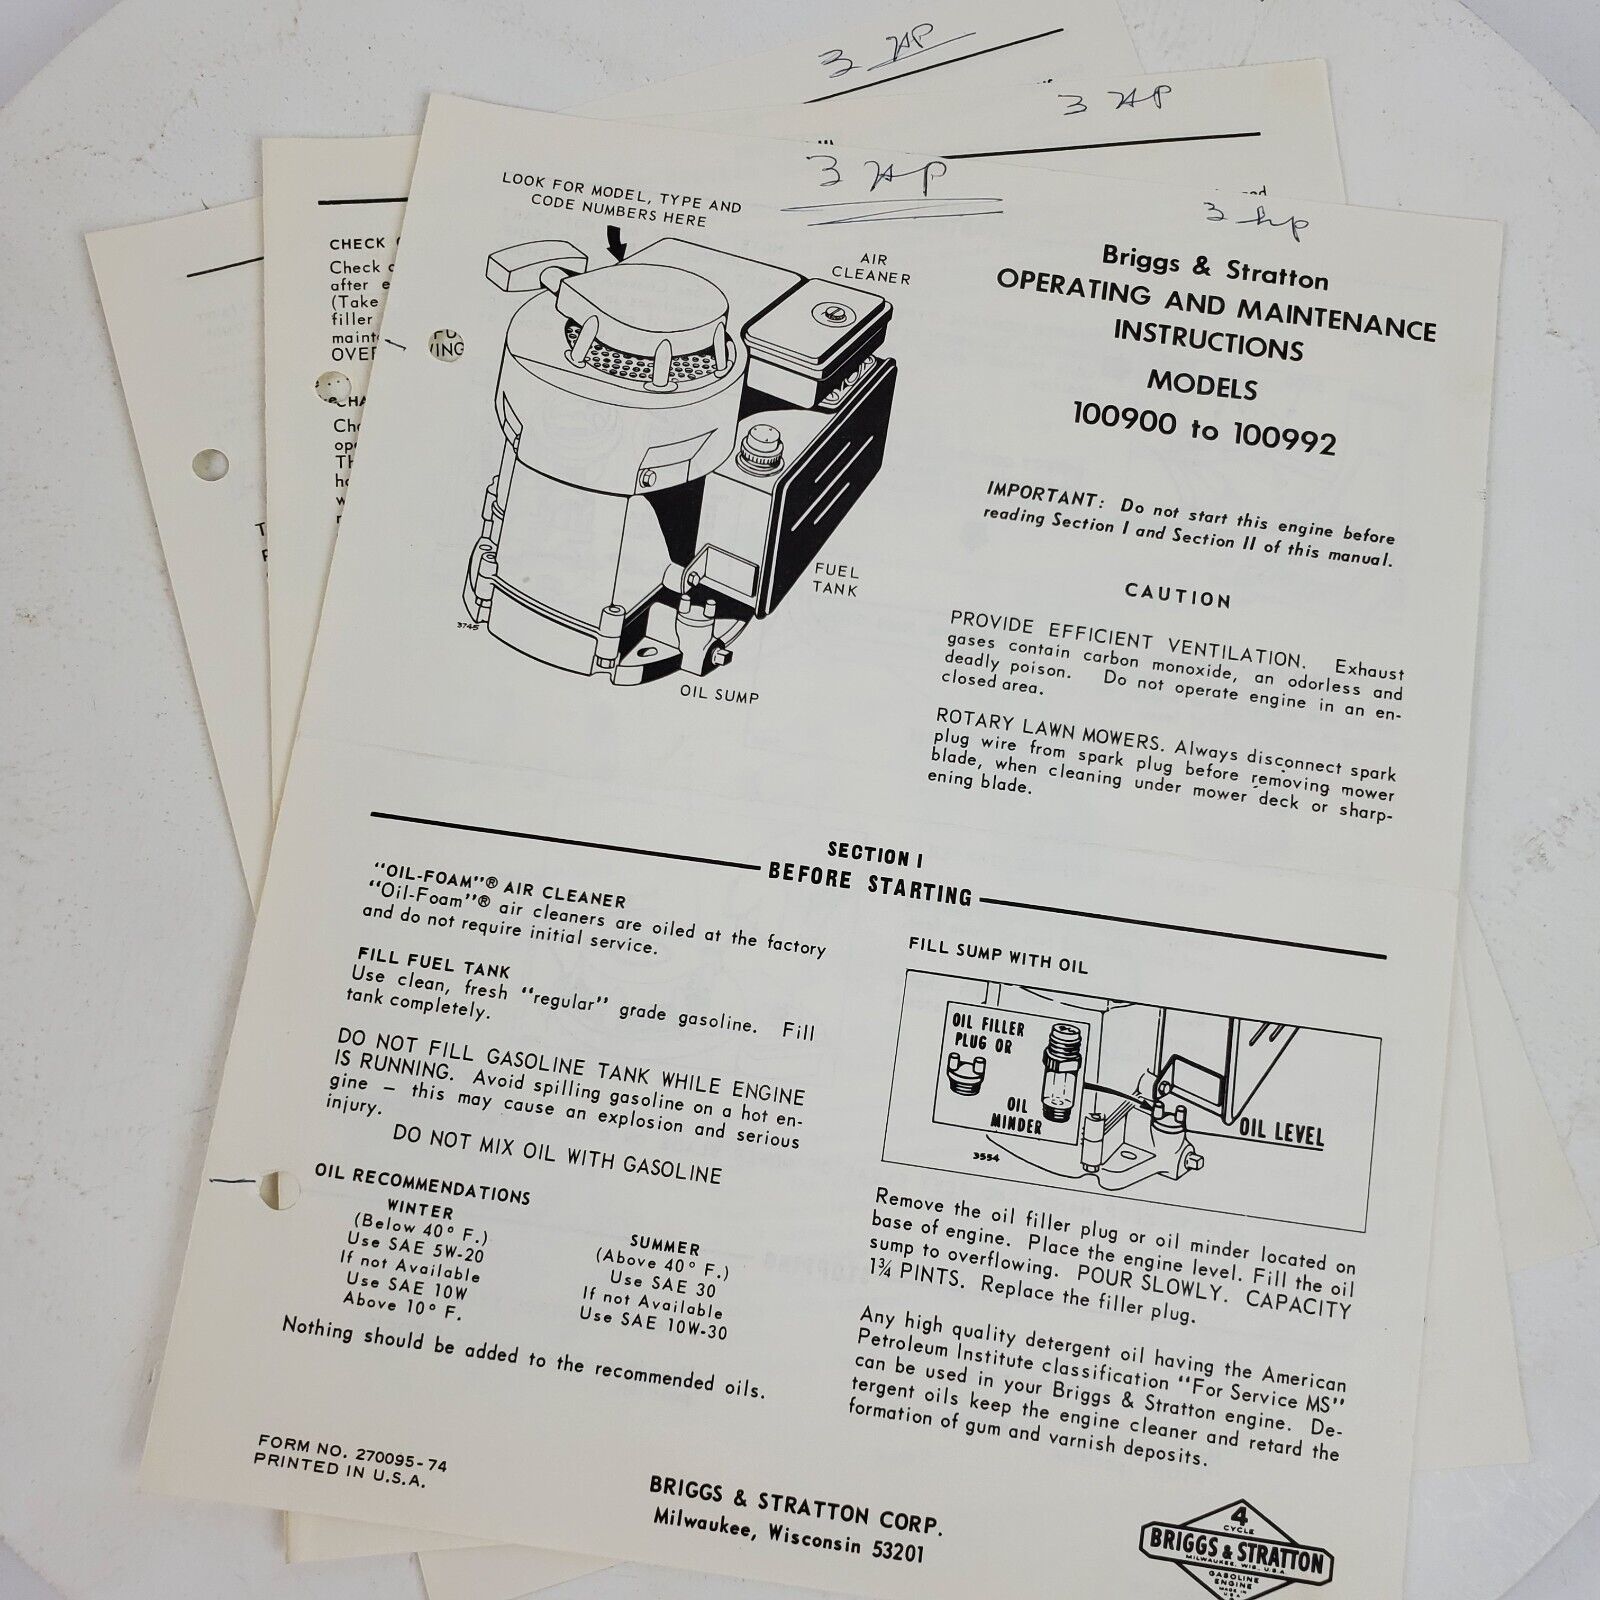 3 HP
3 HP
3 HP
3 hp
LOOK FOR MODEL, TYPE AND
CODE NUMBERS HERE
AIR
CLEANER
FUEL
TANK
3745
OIL SUMP
Briggs & Stratton
OPERATING AND MAINTENANCE
INSTRUCTIONS
MODELS
100900 to 100992
IMPORTANT: Do not start this engine before
reading Section I and Section II of this manual.
CAUTION
PROVIDE EFFICIENT VENTILATION. Exhaust
gases contain carbon monoxide, an odorless and
deadly poison. Do not operate engine in an en-
closed area.
ROTARY LAWN MOWERS. Always disconnect spark
plug wire from spark plug before removing mower
blade, when cleaning under mower deck or sharp-
ening blade.
SECTION I
BEFORE STARTING
"OIL-FOAM"® AIR CLEANER
"Oil-Foam"® air cleaners are oiled at the factory
and do not require initial service.
FILL FUEL TANK
Use clean, fresh "regular" grade gasoline. Fill
tank completely.
DO NOT FILL GASOLINE TANK WHILE ENGINE
IS RUNNING. Avoid spilling gasoline on a hot en-
gine – this may cause an explosion and serious
injury.
DO NOT MIX OIL WITH GASOLINE
OIL RECOMMENDATIONS
WINTER
(Below 40° F.)
Use SAE 5W-20
If not Available
Use SAE 10W
Above 10° F.
SUMMER
(Above 40° F.)
Use SAE 30
If not Available
Use SAE 10W-30
Nothing should be added to the recommended oils.
FILL SUMP WITH OIL
OIL FILLER
PLUG OR
OIL
MINDER
OIL LEVEL
3554
Remove the oil filler plug or oil minder located on
base of engine. Place the engine level. Fill the oil
sump to overflowing. POUR SLOWLY. CAPACITY
1¾ PINTS. Replace the filler plug.
Any high quality detergent oil having the American
Petroleum Institute classification "For Service MS"
can be used in your Briggs & Stratton engine. De-
tergent oils keep the engine cleaner and retard the
formation of gum and varnish deposits.
FORM NO. 270095-74
PRINTED IN U.S.A.
BRIGGS & STRATTON CORP.
Milwaukee, Wisconsin 53201
4
CYCLE
BRIGGS & STRATTON
MILWAUKEE, WIS. U.S.A.
GASOLINE
ENGINE
MADE IN
U.S.A.
CHECK
Check
after
(Take
filler
OVER